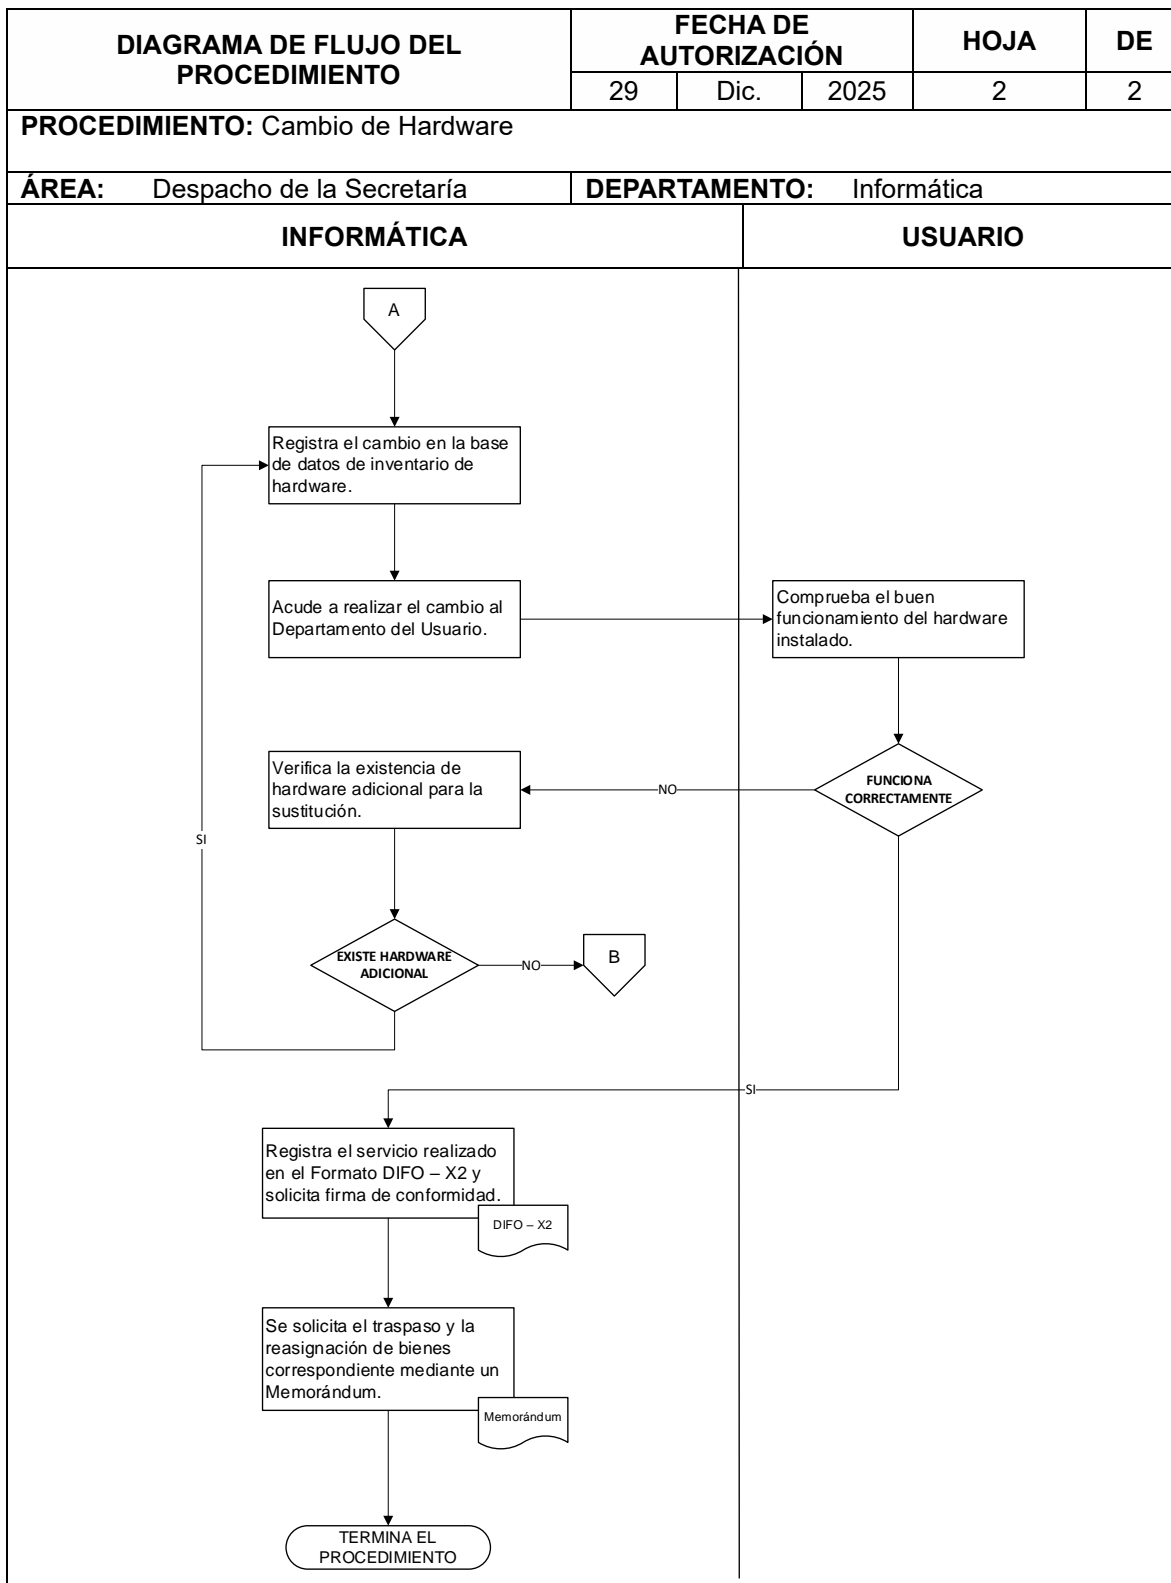 DIAGRAMA DE FLUJO DEL
PROCEDIMIENTO
FECHA DE
AUTORIZACIÓN
HOJA
DE
29
Dic.
2025
2
2
PROCEDIMIENTO: Cambio de Hardware
ÁREA: Despacho de la Secretaría
DEPARTAMENTO: Informática
INFORMÁTICA
USUARIO
A
Registra el cambio en la base
de datos de inventario de
hardware.
Acude a realizar el cambio al
Departamento del Usuario.
Comprueba el buen
funcionamiento del hardware
instalado.
FUNCIONA
CORRECTAMENTE
NO
Verifica la existencia de
hardware adicional para la
sustitución.
SI
EXISTE HARDWARE
ADICIONAL
NO
B
SI
Registra el servicio realizado
en el Formato DIFO – X2 y
solicita firma de conformidad.
DIFO – X2
Se solicita el traspaso y la
reasignación de bienes
correspondiente mediante un
Memorándum.
Memorándum
TERMINA EL
PROCEDIMIENTO